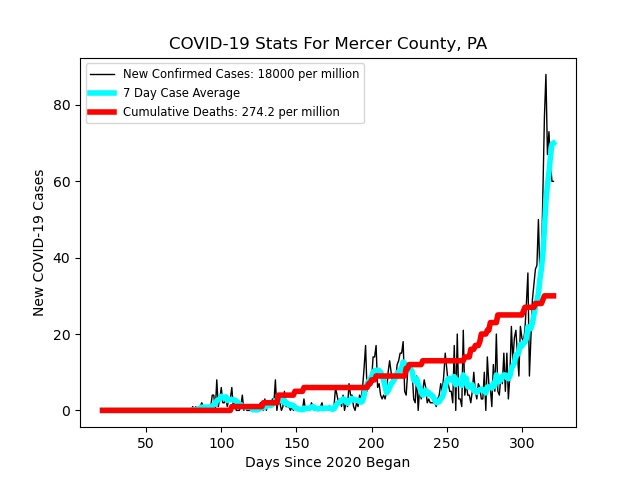 COVID-19 Stats For Mercer County, PA
New Confirmed Cases: 18000 per million
7 Day Case Average
Cumulative Deaths: 274.2 per million
New COVID-19 Cases
80
60
40
20
0
50
100
150
200
250
300
Days Since 2020 Began